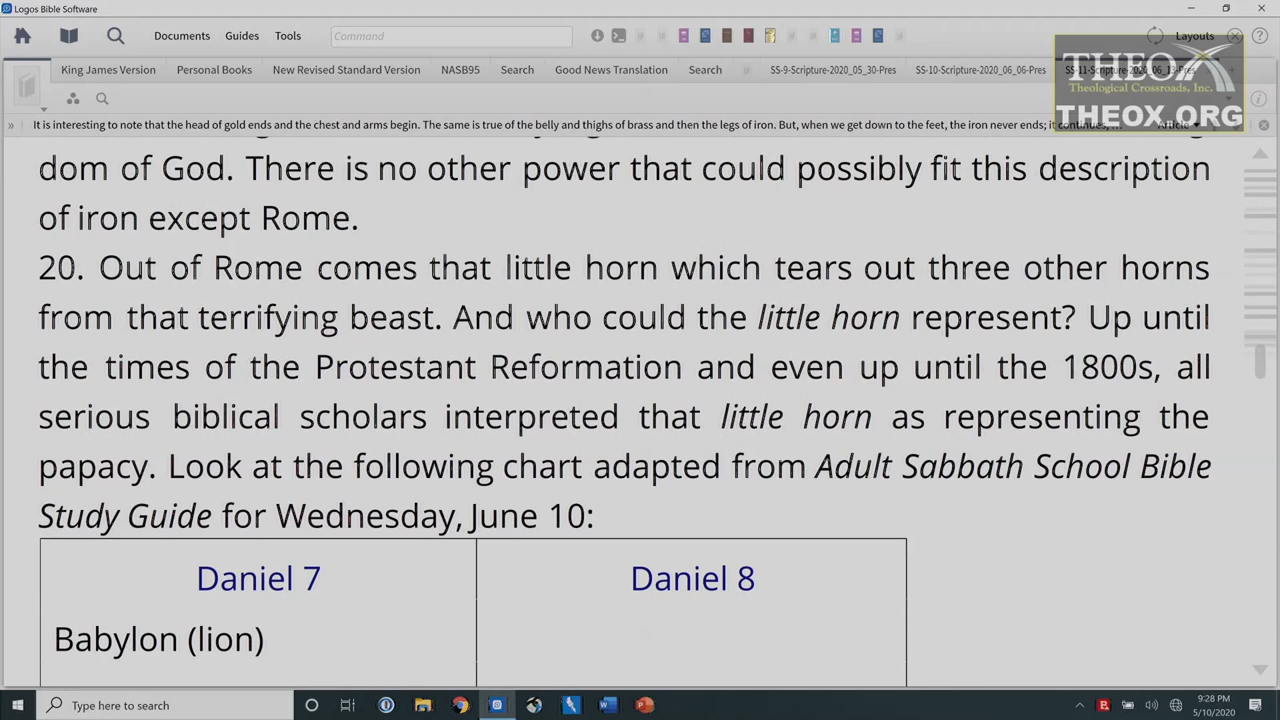 Logos Bible Software
Documents Guides Tools Command Layouts
King James Version Personal Books New Revised Standard NASB95 Search Good News Translation Search SS-9-Scripture-2020_05_30-Pres SS-10-Scripture-2020_06_06-Pres SS-11-Scripture-2020_06_13-Pres
THEOX
Theological Crossroads, Inc.
THEOX.ORG
» It is interesting to note that the head of gold ends and the chest and arms begin. The same is true of the belly and thighs of brass and then the legs of iron. But, when we get down to the feet, the iron never ends; it continues, ... Article
dom of God. There is no other power that could possibly fit this description
of iron except Rome.
20. Out of Rome comes that little horn which tears out three other horns
from that terrifying beast. And who could the little horn represent? Up until
the times of the Protestant Reformation and even up until the 1800s, all
serious biblical scholars interpreted that little horn as representing the
papacy. Look at the following chart adapted from Adult Sabbath School Bible
Study Guide for Wednesday, June 10:
Daniel 7 Daniel 8
Babylon (lion)
Type here to search
9:28 PM
5/10/2020